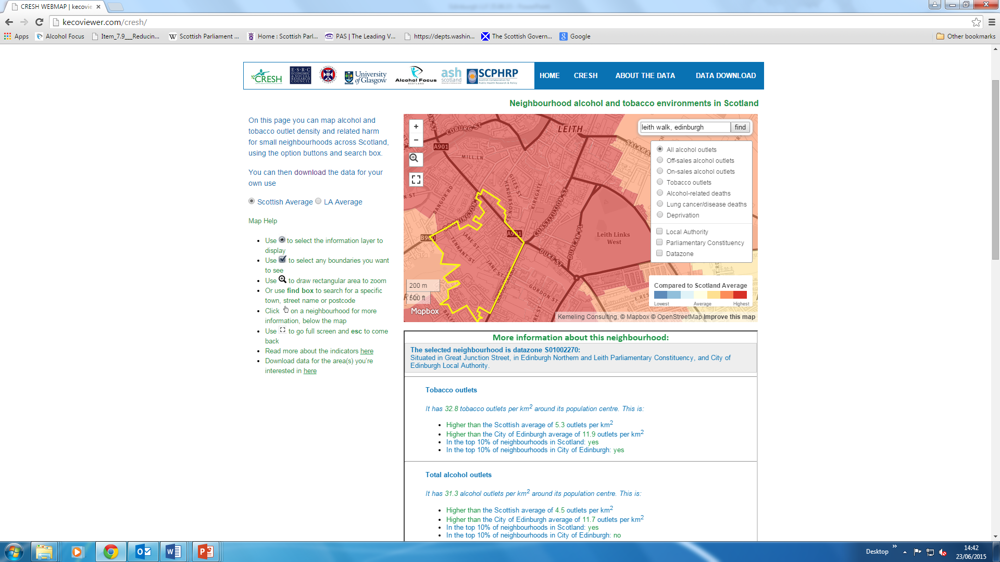 CRESH WEBMAP | kecovie
kecoviewer.com/cresh/
Apps
Alcohol Focus
Item_7.9___Reducin...
Scottish Parliament ...
Home : Scottish Parl...
PAS | The Leading V...
https://depts.washin...
The Scottish Govern...
Google
Other bookmarks
CRESH
E·S·R·C
ECONOMIC
& SOCIAL
RESEARCH
COUNCIL
University
of Glasgow
Alcohol Focus
SCOTLAND
ash
scotland
SCPHRP
Scottish Collaboration for
Public Health Research & Policy
HOME
CRESH
ABOUT THE DATA
DATA DOWNLOAD
Neighbourhood alcohol and tobacco environments in Scotland
On this page you can map alcohol and
tobacco outlet density and related harm
for small neighbourhoods across Scotland,
using the option buttons and search box.
You can then download the data for your
own use
Scottish Average
LA Average
Map Help
Use to select the information layer to
display
Use to select any boundaries you want
to see
Use to draw rectangular area to zoom
Or use find box to search for a specific
town, street name or postcode
Click on a neighbourhood for more
information, below the map
Use to go full screen and esc to come
back
Read more about the indicators here
Download data for the area(s) you're
interested in here
+
−
COBURG ST
LEITH
A901
MILL LN
BANGOR RD
GILES ST
HENDERSON
KIRKGATE
CONSTITUTION ST
A901
TENNANT ST
JANE ST
JANE ST
DUKE ST
DUNCAN PL
GORDON ST
Leith Links
West
200 m
500 ft
Mapbox
leith walk, edinburgh
find
All alcohol outlets
Off-sales alcohol outlets
On-sales alcohol outlets
Tobacco outlets
Alcohol-related deaths
Lung cancer/disease deaths
Deprivation
Local Authority
Parliamentary Constituency
Datazone
Compared to Scotland Average
Lowest
Average
Highest
Kemeling Consulting, © Mapbox © OpenStreetMap Improve this map
More information about this neighbourhood:
The selected neighbourhood is datazone S01002270:
Situated in Great Junction Street, in Edinburgh Northern and Leith Parliamentary Constituency, and City of
Edinburgh Local Authority.
Tobacco outlets
It has 32.8 tobacco outlets per km2 around its population centre. This is:
Higher than the Scottish average of 5.3 outlets per km2
Higher than the City of Edinburgh average of 11.9 outlets per km2
In the top 10% of neighbourhoods in Scotland: yes
In the top 10% of neighbourhoods in City of Edinburgh: yes
Total alcohol outlets
It has 31.3 alcohol outlets per km2 around its population centre. This is:
Higher than the Scottish average of 4.5 outlets per km2
Higher than the City of Edinburgh average of 11.7 outlets per km2
In the top 10% of neighbourhoods in Scotland: yes
In the top 10% of neighbourhoods in City of Edinburgh: no
Desktop
14:42
23/06/2015